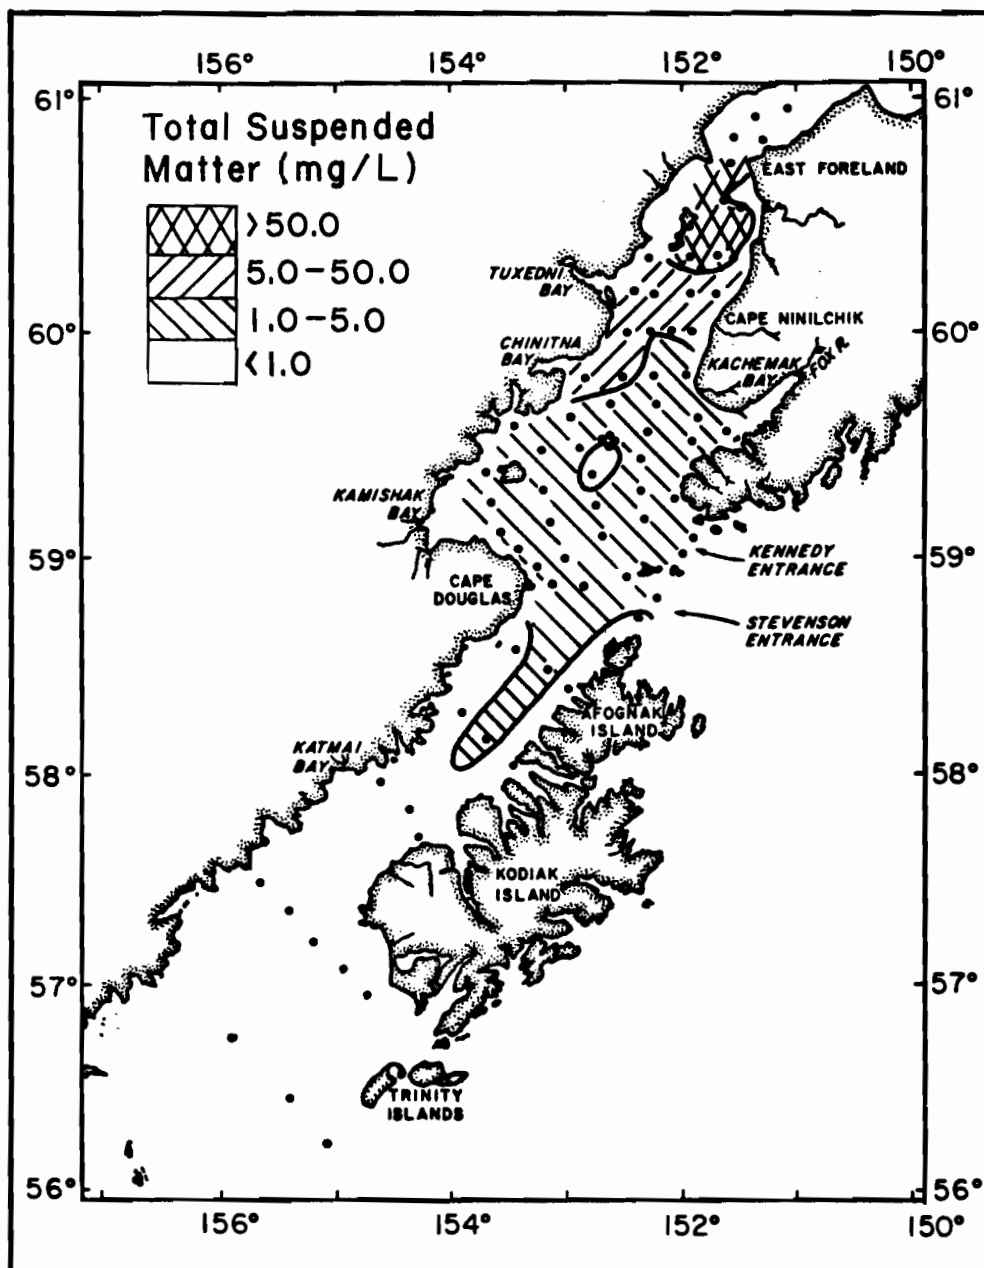 156° 154° 152° 150°
61° 61°
Total Suspended
Matter (mg/L)
>50.0
5.0-50.0
1.0-5.0
<1.0
EAST FORELAND
TUXEDNI
BAY
CAPE NINILCHIK
60° 60°
CHINITNA
BAY
KACHEMAK
BAY
FOX R.
KAMISHAK
BAY
KENNEDY
ENTRANCE
59° 59°
CAPE
DOUGLAS
STEVENSON
ENTRANCE
AFOGNAK
ISLAND
KATMAI
BAY
58° 58°
KODIAK
ISLAND
57° 57°
TRINITY
ISLANDS
56° 56°
156° 154° 152° 150°